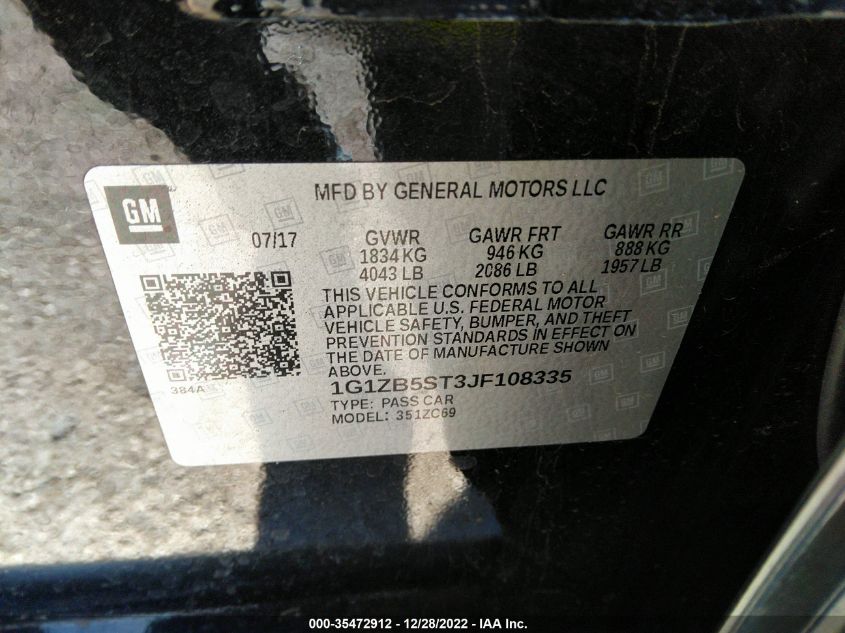 GM
MFD BY GENERAL MOTORS LLC
07/17
GVWR GAWR FRT GAWR RR
1834 KG 946 KG 888 KG
4043 LB 2086 LB 1957 LB
THIS VEHICLE CONFORMS TO ALL
APPLICABLE U.S. FEDERAL MOTOR
VEHICLE SAFETY, BUMPER, AND THEFT
PREVENTION STANDARDS IN EFFECT ON
THE DATE OF MANUFACTURE SHOWN
ABOVE.
384A
1G1ZB5ST3JF108335
TYPE: PASS CAR
MODEL: 351ZC69
000-35472912 - 12/28/2022 - IAA Inc.